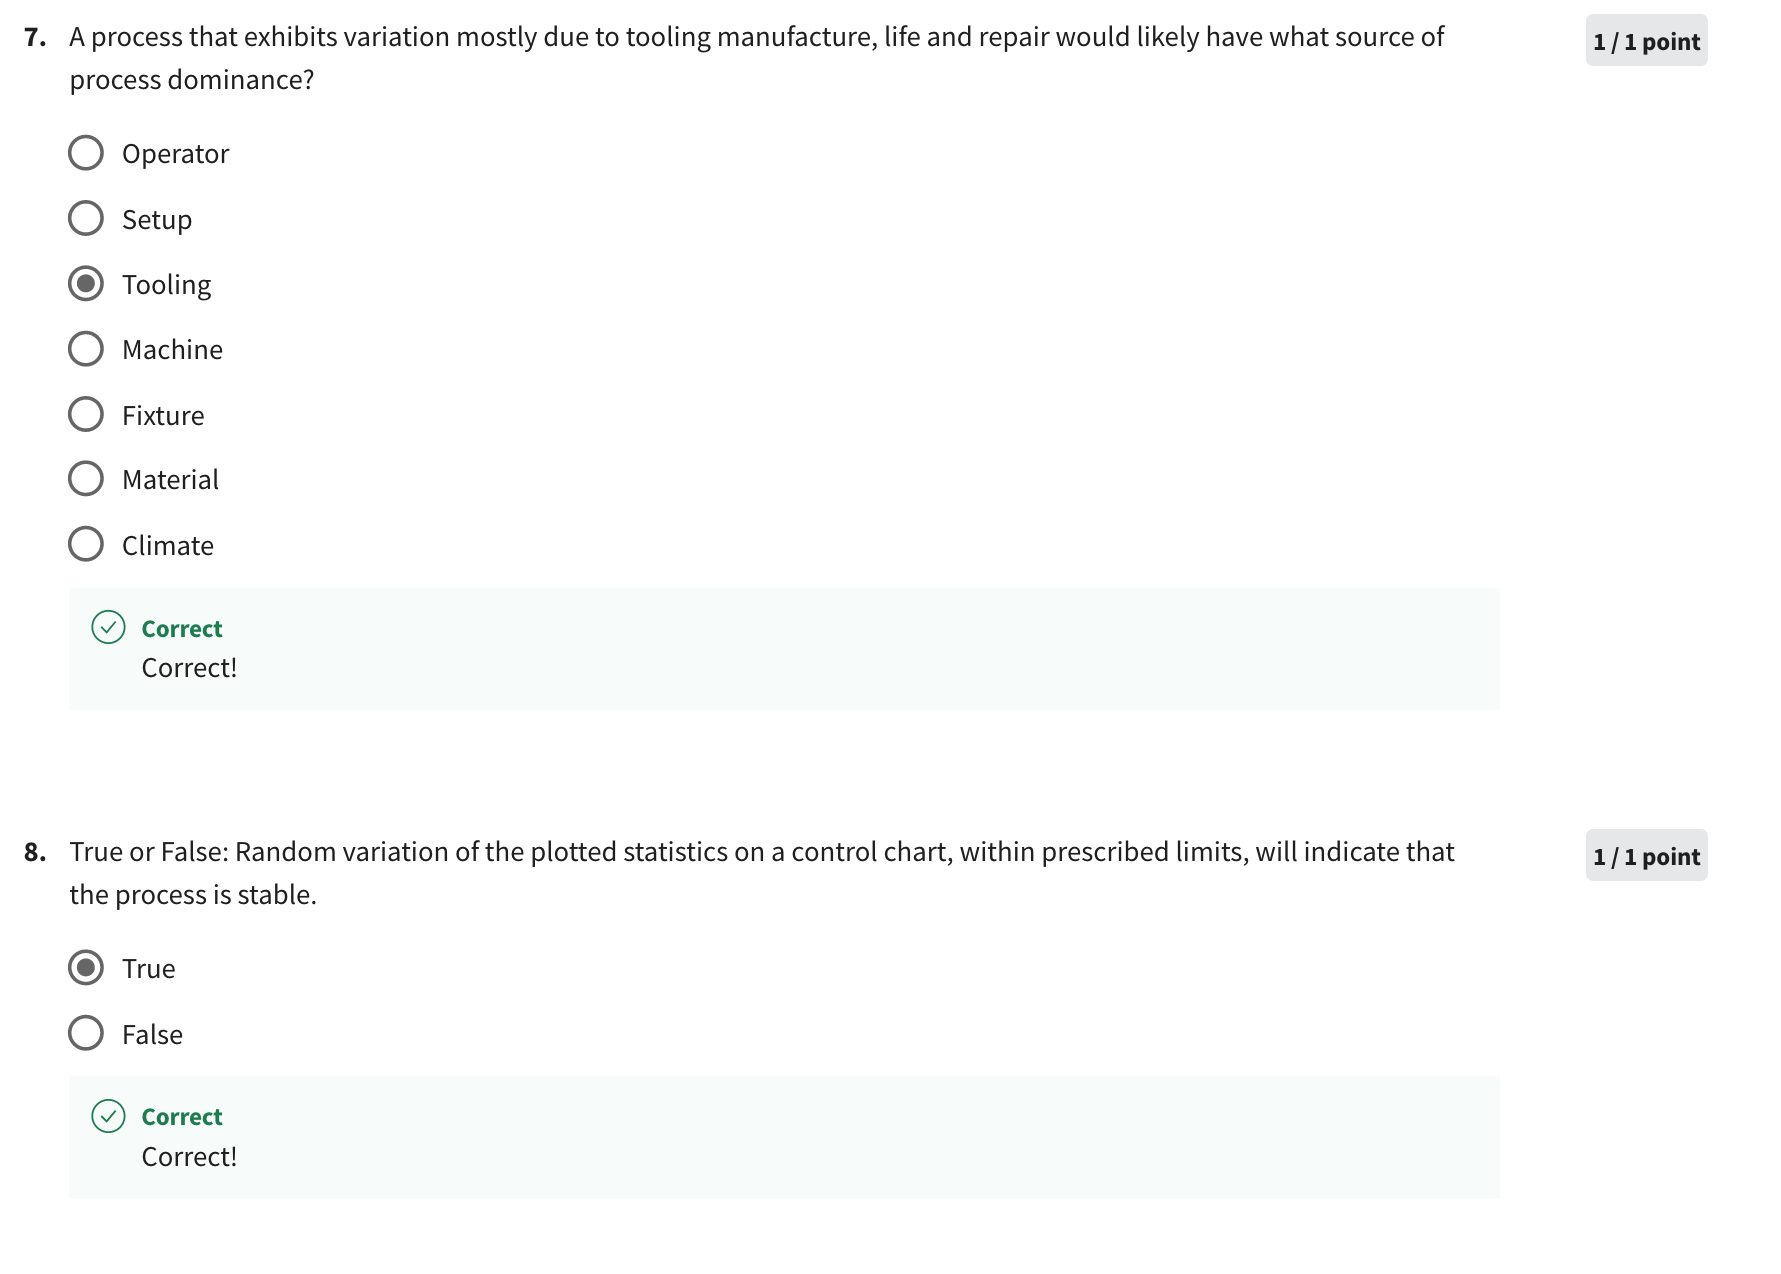 7. A process that exhibits variation mostly due to tooling manufacture, life and repair would likely have what source of
1 / 1 point
process dominance?
Operator
Setup
Tooling
Machine
Fixture
Material
Climate
Correct
Correct!
8. True or False: Random variation of the plotted statistics on a control chart, within prescribed limits, will indicate that
1 / 1 point
the process is stable.
True
False
Correct
Correct!